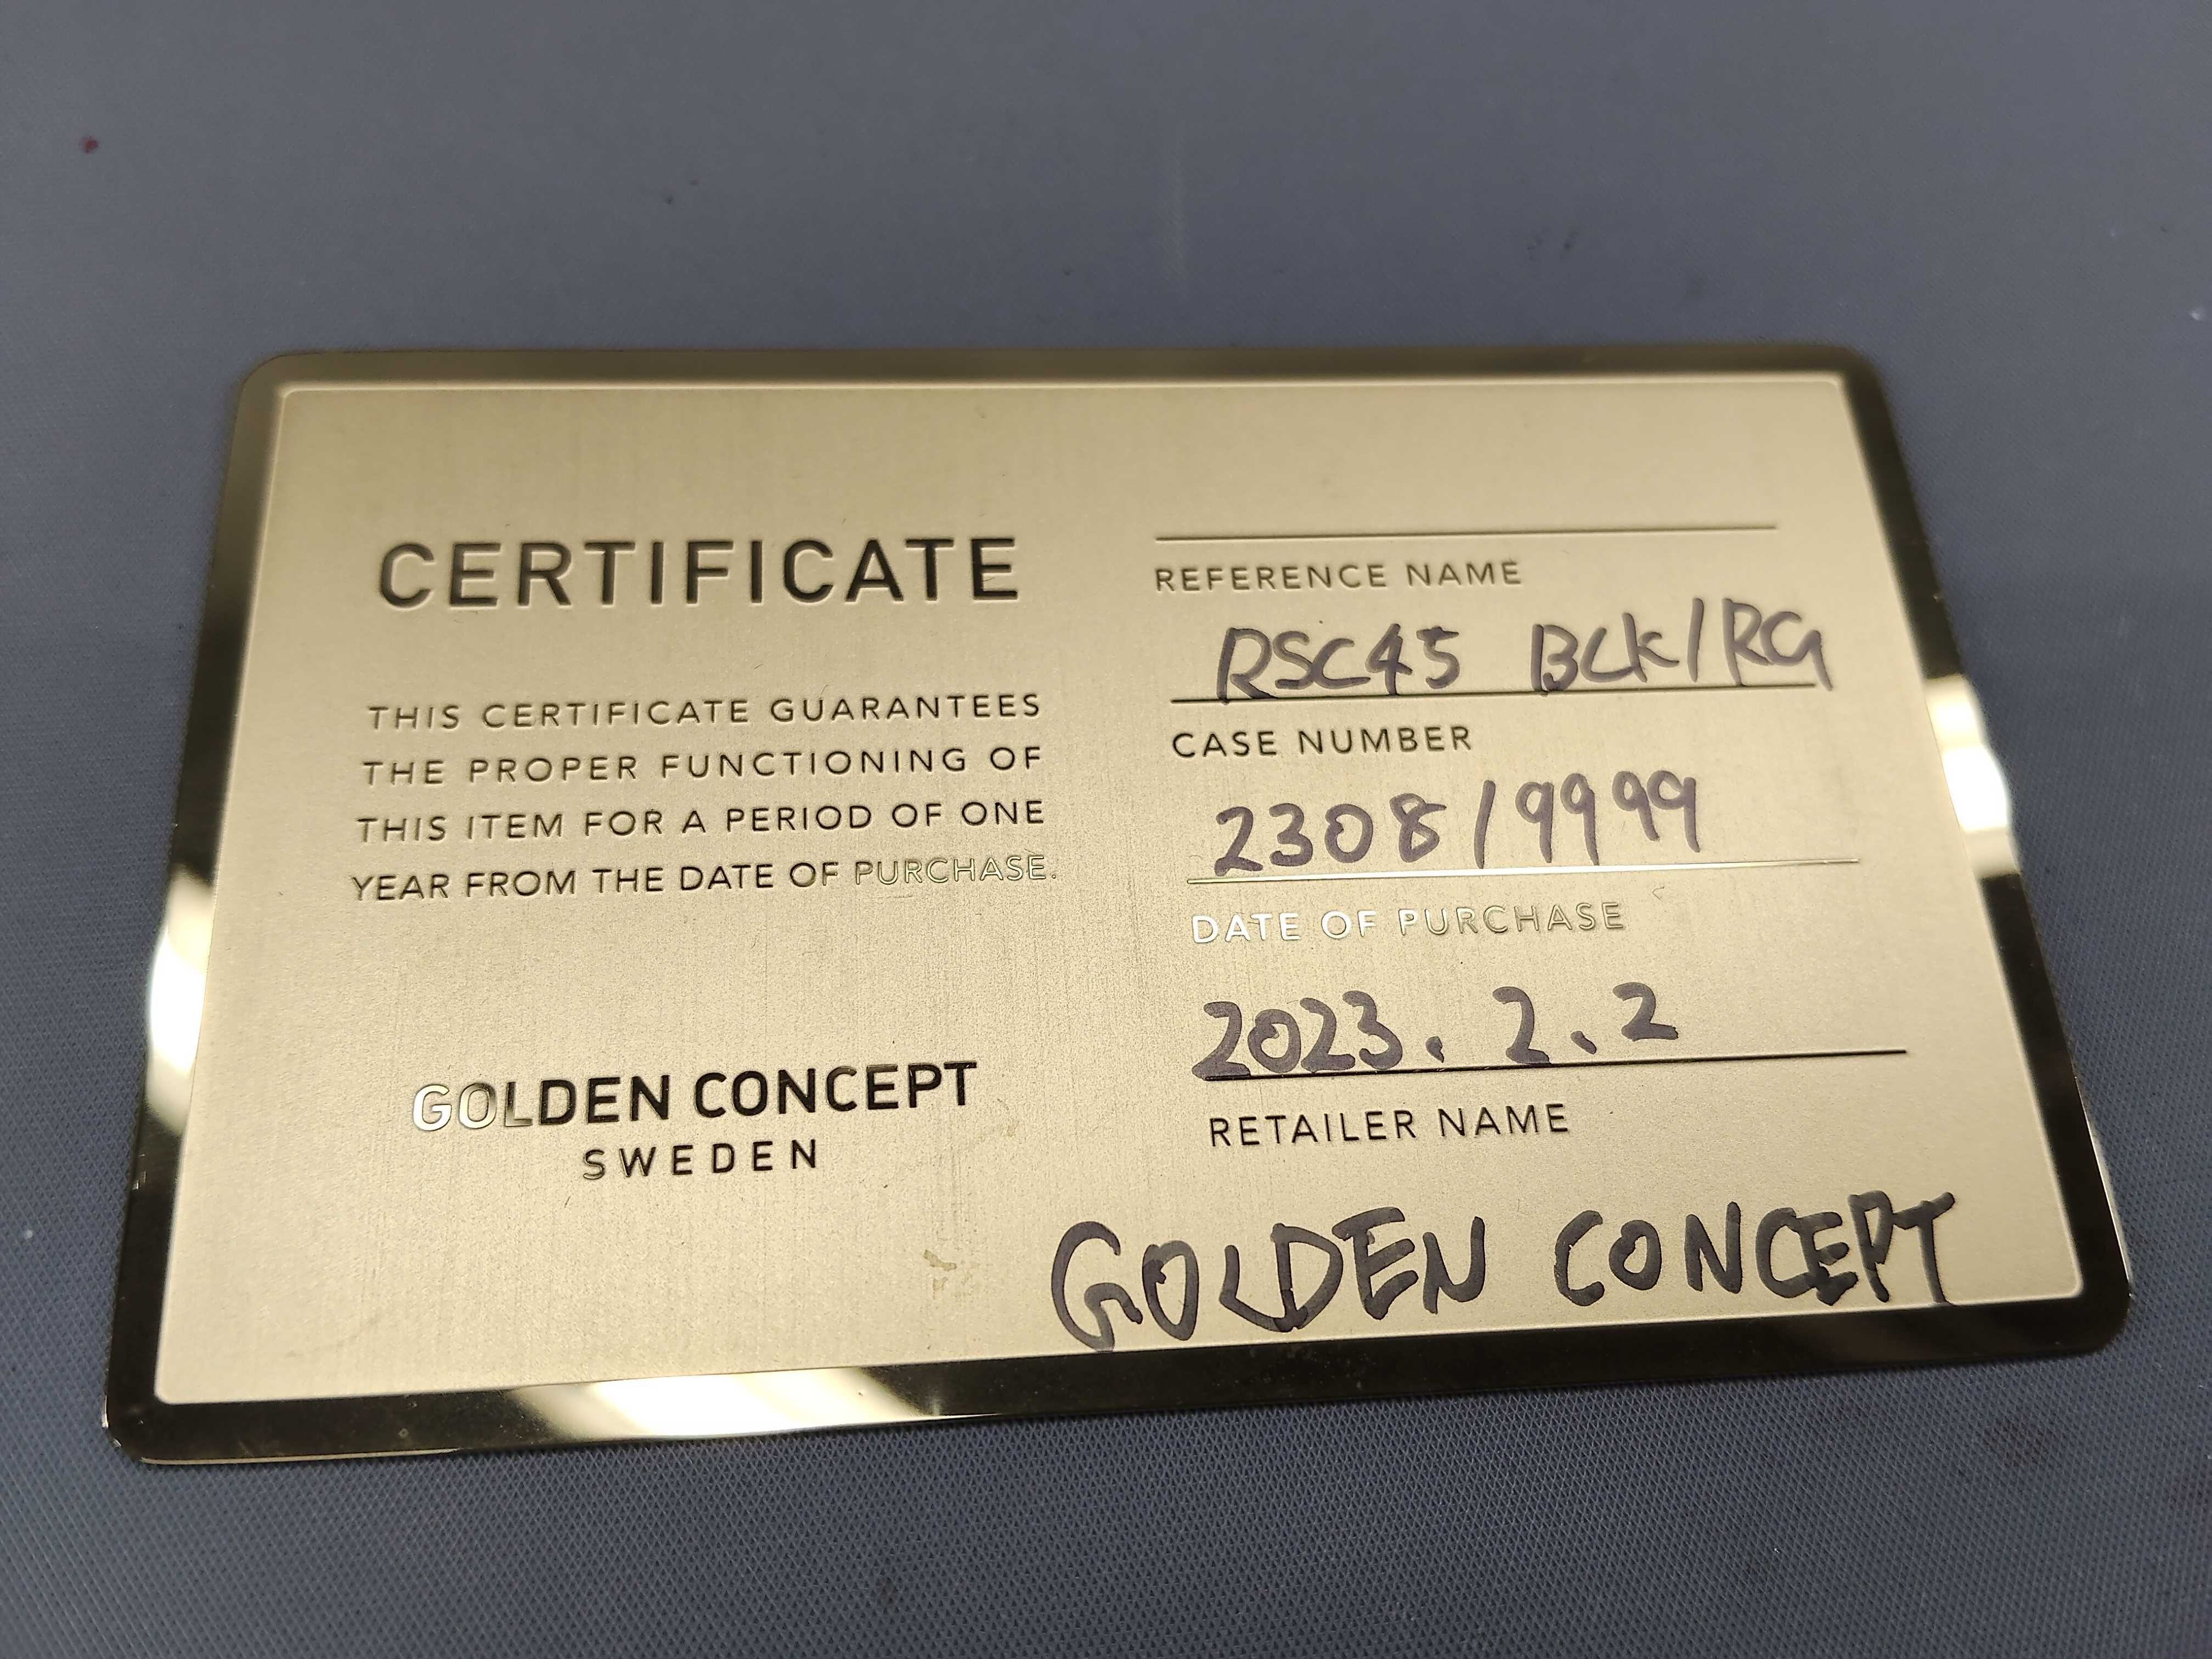 CERTIFICATE
THIS CERTIFICATE GUARANTEES
THE PROPER FUNCTIONING OF
THIS ITEM FOR A PERIOD OF ONE
YEAR FROM THE DATE OF PURCHASE.
GOLDEN CONCEPT
SWEDEN
REFERENCE NAME
RSC45 BLK/RG
CASE NUMBER
2308/9999
DATE OF PURCHASE
2023.2.2
RETAILER NAME
GOLDEN CONCEPT